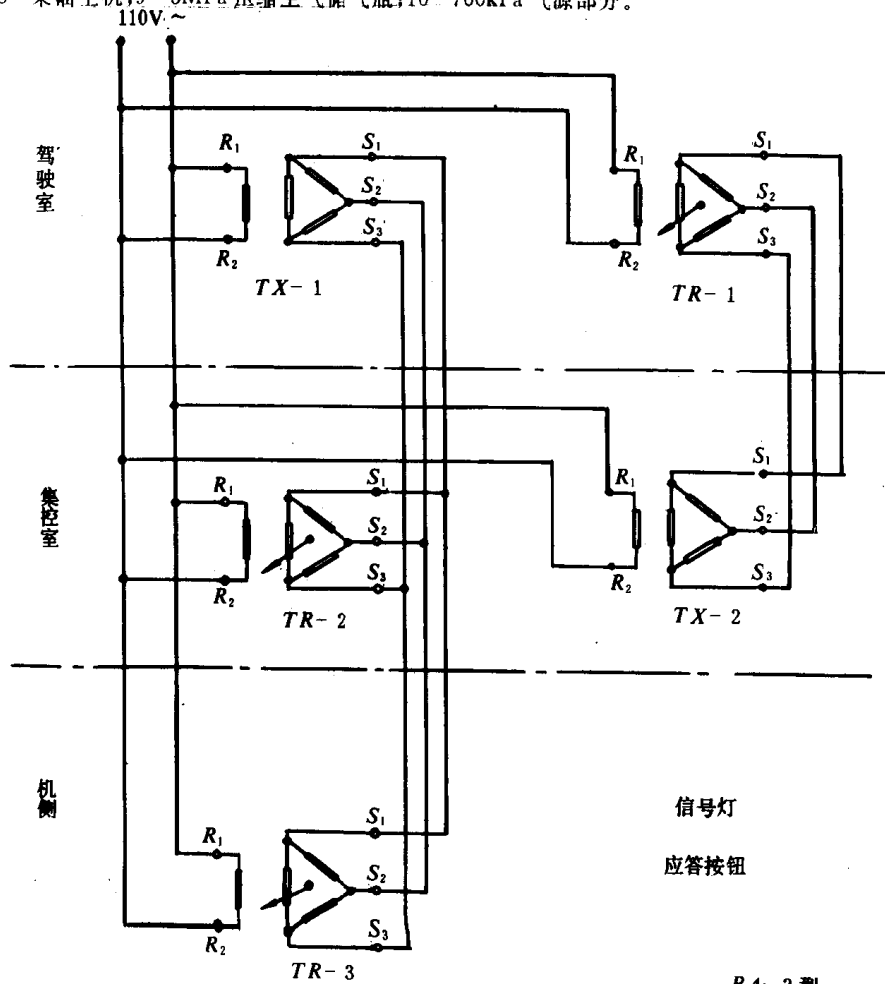 110V ~
驾驶室
R₁
R₂
S₁
S₂
S₃
TX-1
R₁
R₂
S₁
S₂
S₃
TR-1
集控室
R₁
R₂
S₁
S₂
S₃
TR-2
R₁
R₂
S₁
S₂
S₃
TX-2
机侧
R₁
R₂
S₁
S₂
S₃
TR-3
信号灯
应答按钮